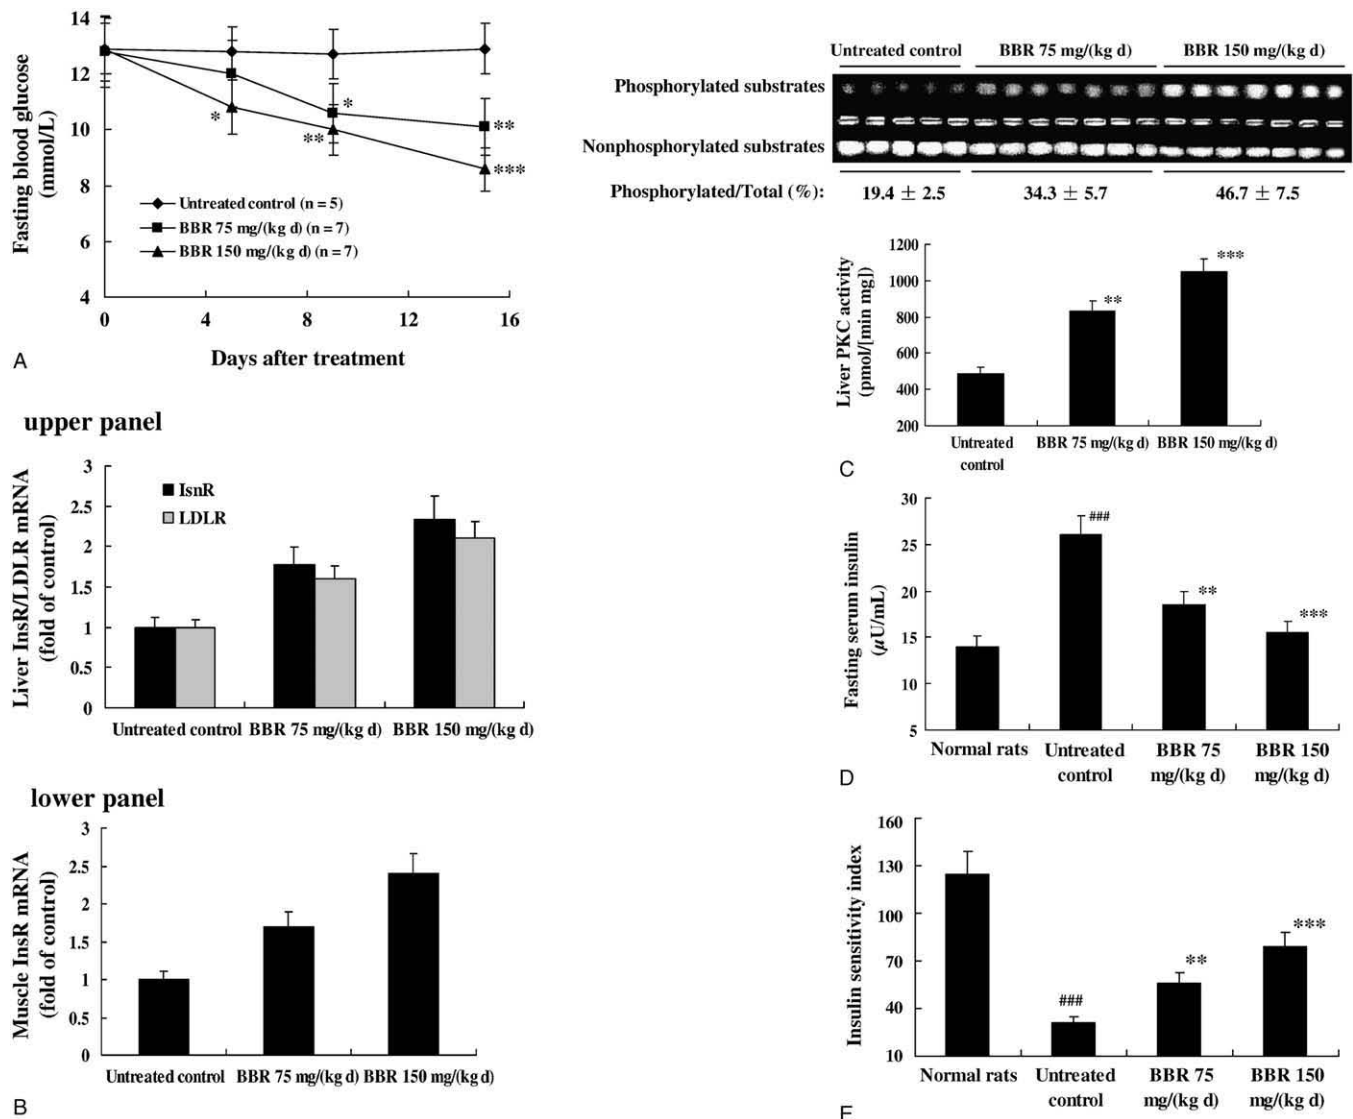 14
12
10
8
6
4
Fasting blood glucose
(mmol/L)
*
**
*
**
***
Untreated control (n = 5)
BBR 75 mg/(kg d) (n = 7)
BBR 150 mg/(kg d) (n = 7)
0
4
8
12
16
Days after treatment
A
upper panel
3
2.5
2
1.5
1
0.5
0
Liver InsR/LDLR mRNA
(fold of control)
IsnR
LDLR
Untreated control
BBR 75 mg/(kg d)
BBR 150 mg/(kg d)
lower panel
3
2.5
2
1.5
1
0.5
0
Muscle InsR mRNA
(fold of control)
Untreated control
BBR 75 mg/(kg d)
BBR 150 mg/(kg d)
B
Untreated control
BBR 75 mg/(kg d)
BBR 150 mg/(kg d)
Phosphorylated substrates
Nonphosphorylated substrates
Phosphorylated/Total (%):
19.4 ± 2.5
34.3 ± 5.7
46.7 ± 7.5
1200
1000
800
600
400
200
Liver PKC activity
(pmol/[min mg])
**
***
Untreated
control
BBR 75 mg/(kg d)
BBR 150 mg/(kg d)
C
30
25
20
15
10
5
Fasting serum insulin
(μU/mL)
###
**
***
Normal rats
Untreated
control
BBR 75
mg/(kg d)
BBR 150
mg/(kg d)
D
160
130
100
70
40
10
Insulin sensitivity index
###
**
***
Normal rats
Untreated
control
BBR 75
mg/(kg d)
BBR 150
mg/(kg d)
E